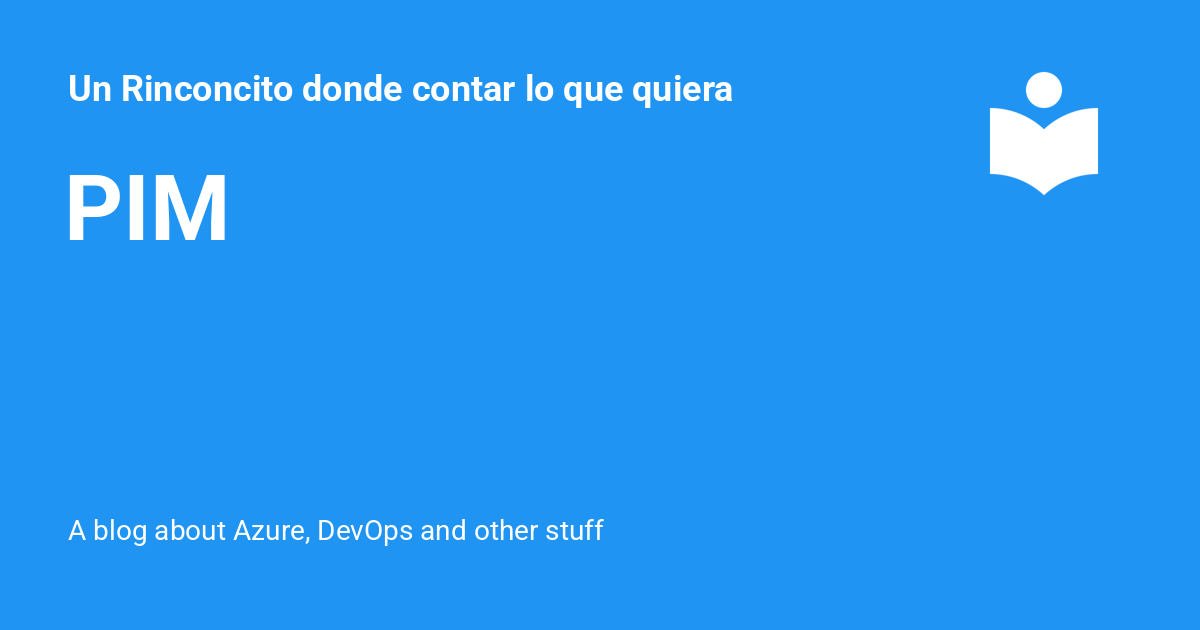 Un Rinconcito donde contar lo que quiera
PIM
A blog about Azure, DevOps and other stuff